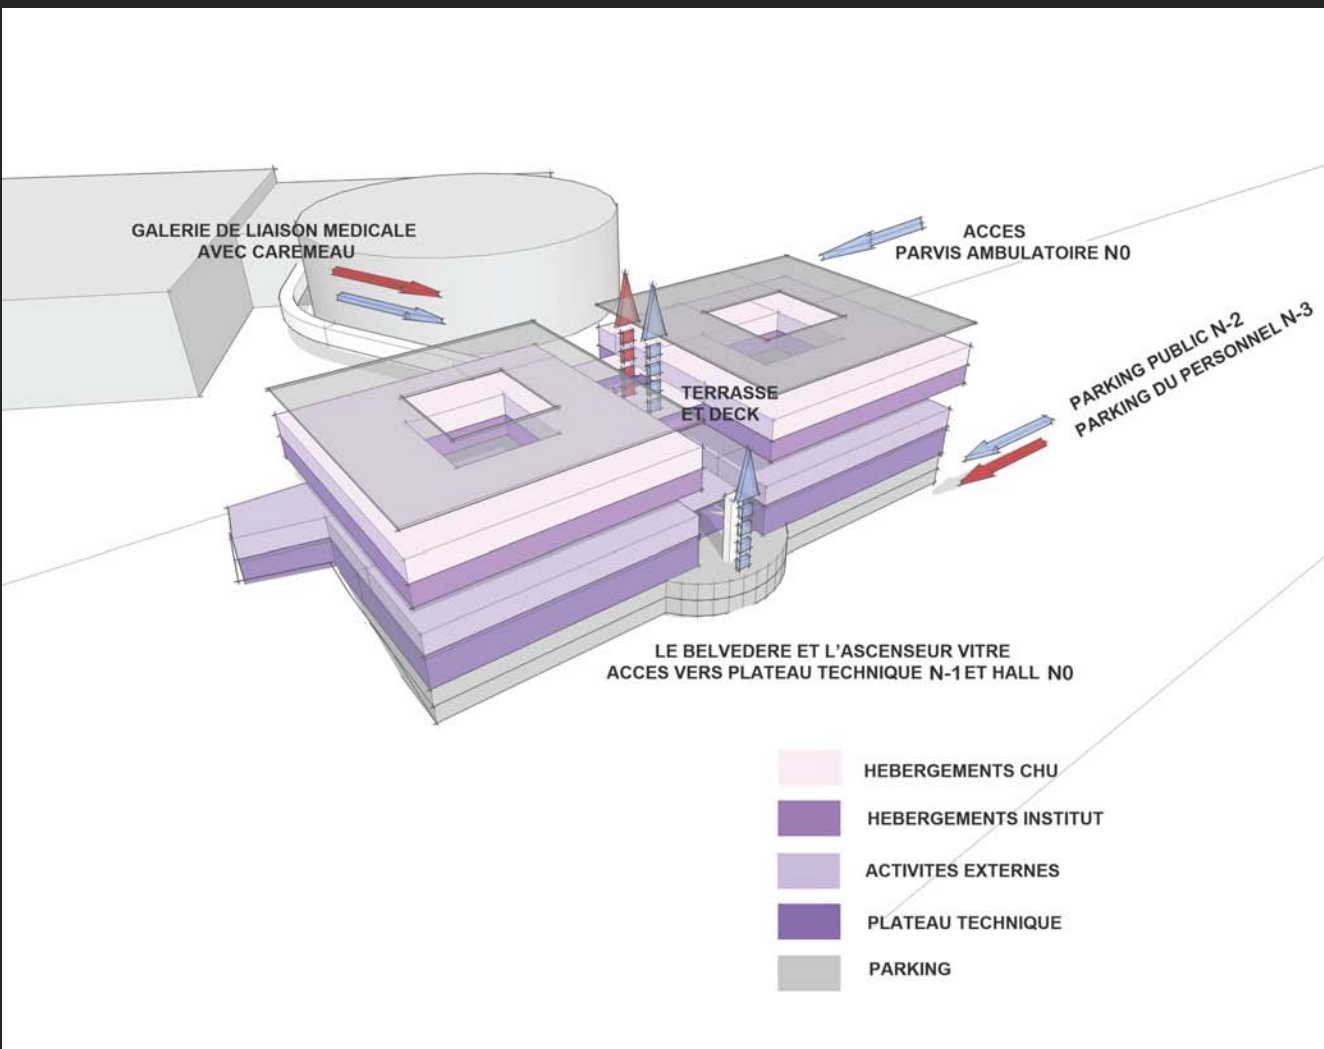 GALERIE DE LIAISON MEDICALE
AVEC CAREMEAU
ACCES
PARVIS AMBULATOIRE N0
PARKING PUBLIC N-2
PARKING DU PERSONNEL N-3
TERRASSE
ET DECK
LE BELVEDERE ET L'ASCENSEUR VITRE
ACCES VERS PLATEAU TECHNIQUE N-1 ET HALL N0
HEBERGEMENTS CHU
HEBERGEMENTS INSTITUT
ACTIVITES EXTERNES
PLATEAU TECHNIQUE
PARKING